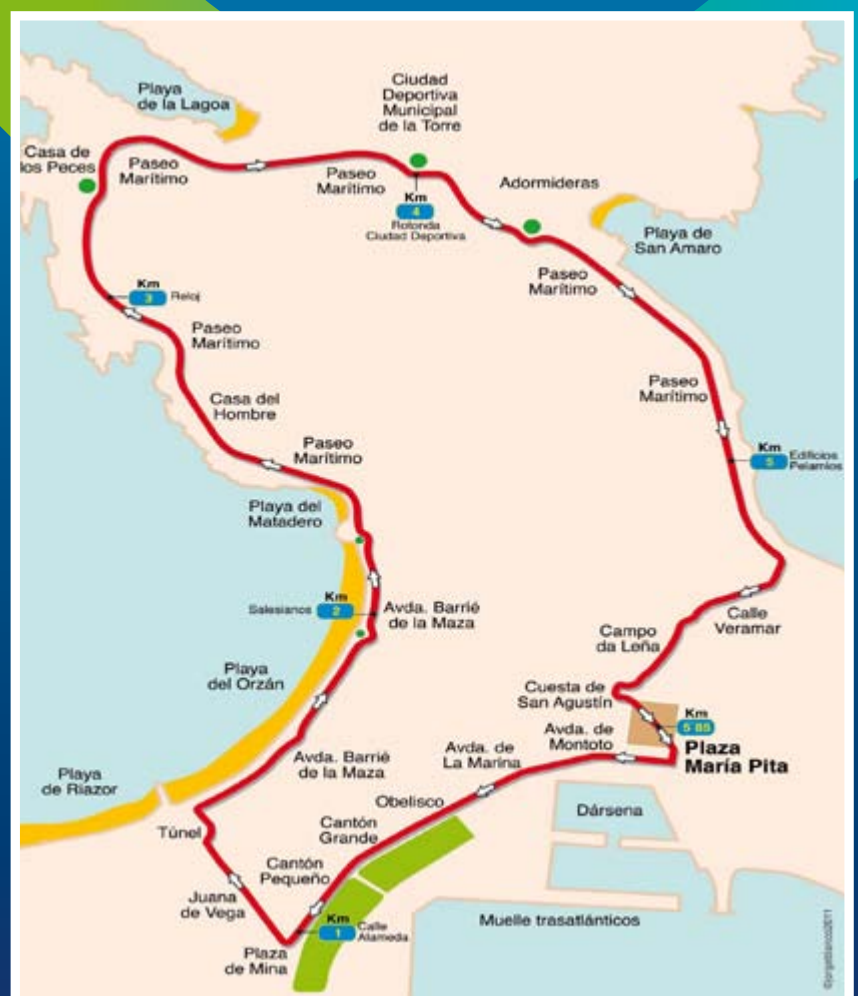 Playa
de la Lagoa
Ciudad
Deportiva
Municipal
de la Torre
Casa de
los Peces
Paseo
Marítimo
Paseo
Marítimo
Adormideras
Km
4
Rotonda
Ciudad Deportiva
Playa de
San Amaro
Paseo
Marítimo
Km
3
Reloj
Paseo
Marítimo
Casa del
Hombre
Paseo
Marítimo
Paseo
Marítimo
Km
5
Edificios
Pelamios
Playa del
Matadero
Km
2
Salesianos
Avda. Barrié
de la Maza
Calle
Veramar
Campo
da Leña
Playa
del Orzán
Cuesta de
San Agustín
Km
5 85
Plaza
María Pita
Avda. de
Montoto
Avda. de
La Marina
Avda. Barrié
de la Maza
Playa
de Riazor
Obelisco
Dársena
Túnel
Cantón
Grande
Cantón
Pequeño
Juana
de Vega
Km
1
Calle
Alameda
Muelle trasatlánticos
Plaza
de Mina
©jorgeblanco2011